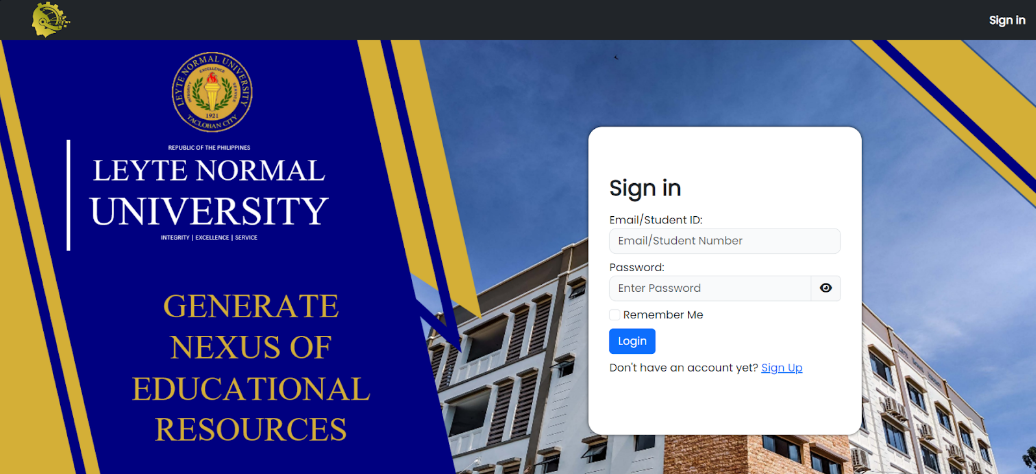 Sign in
LEYTE NORMAL UNIVERSITY
EXCELLENCE
1921
TACLOBAN CITY
REPUBLIC OF THE PHILIPPINES
LEYTE NORMAL
UNIVERSITY
INTEGRITY | EXCELLENCE | SERVICE
GENERATE
NEXUS OF
EDUCATIONAL
RESOURCES
Sign in
Email/Student ID:
Email/Student Number
Password:
Enter Password
Remember Me
Login
Don't have an account yet? Sign Up